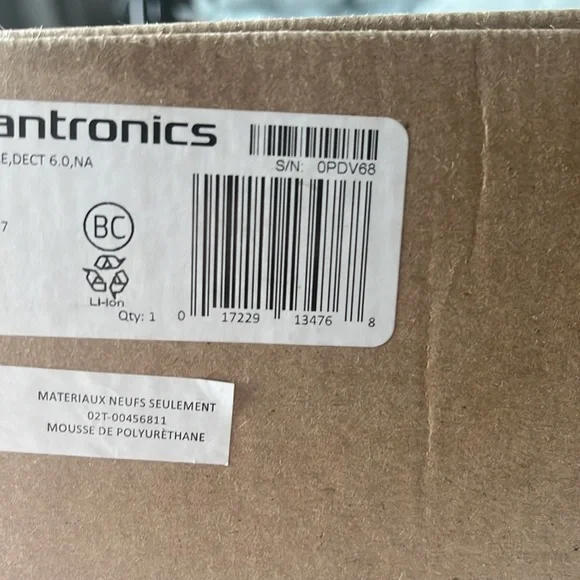 antronics
E,DECT 6.0,NA
S/N: 0PDV68
7
BC
Li-Ion
Qty: 1
0 17229 13476 8
MATERIAUX NEUFS SEULEMENT
02T-00456811
MOUSSE DE POLYURÈTHANE